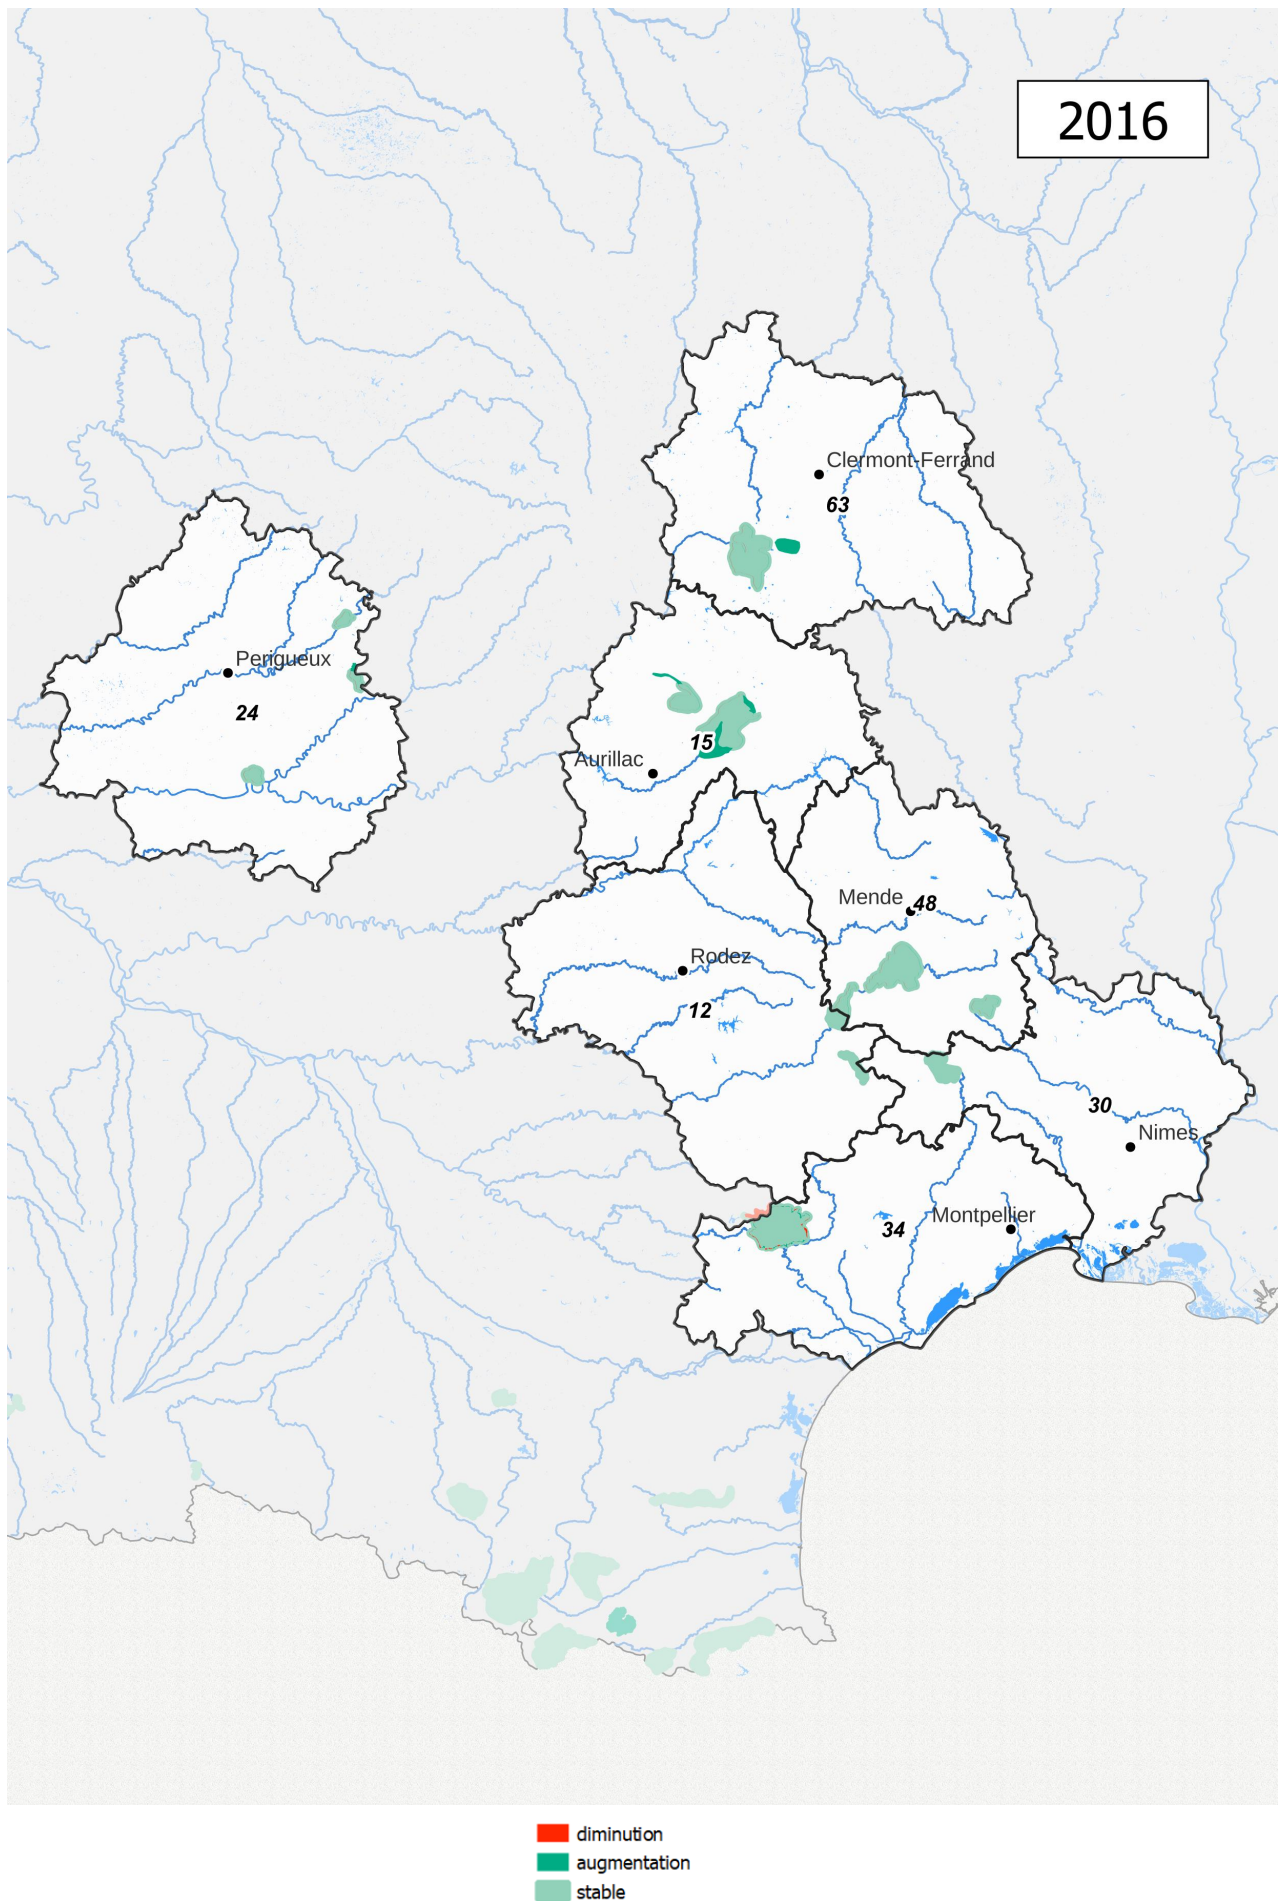 2016
Clermont-Ferrand
63
Perigueux
24
15
Aurillac
Mende
48
Rodez
12
30
Nimes
Montpellier
34
diminution
augmentation
stable